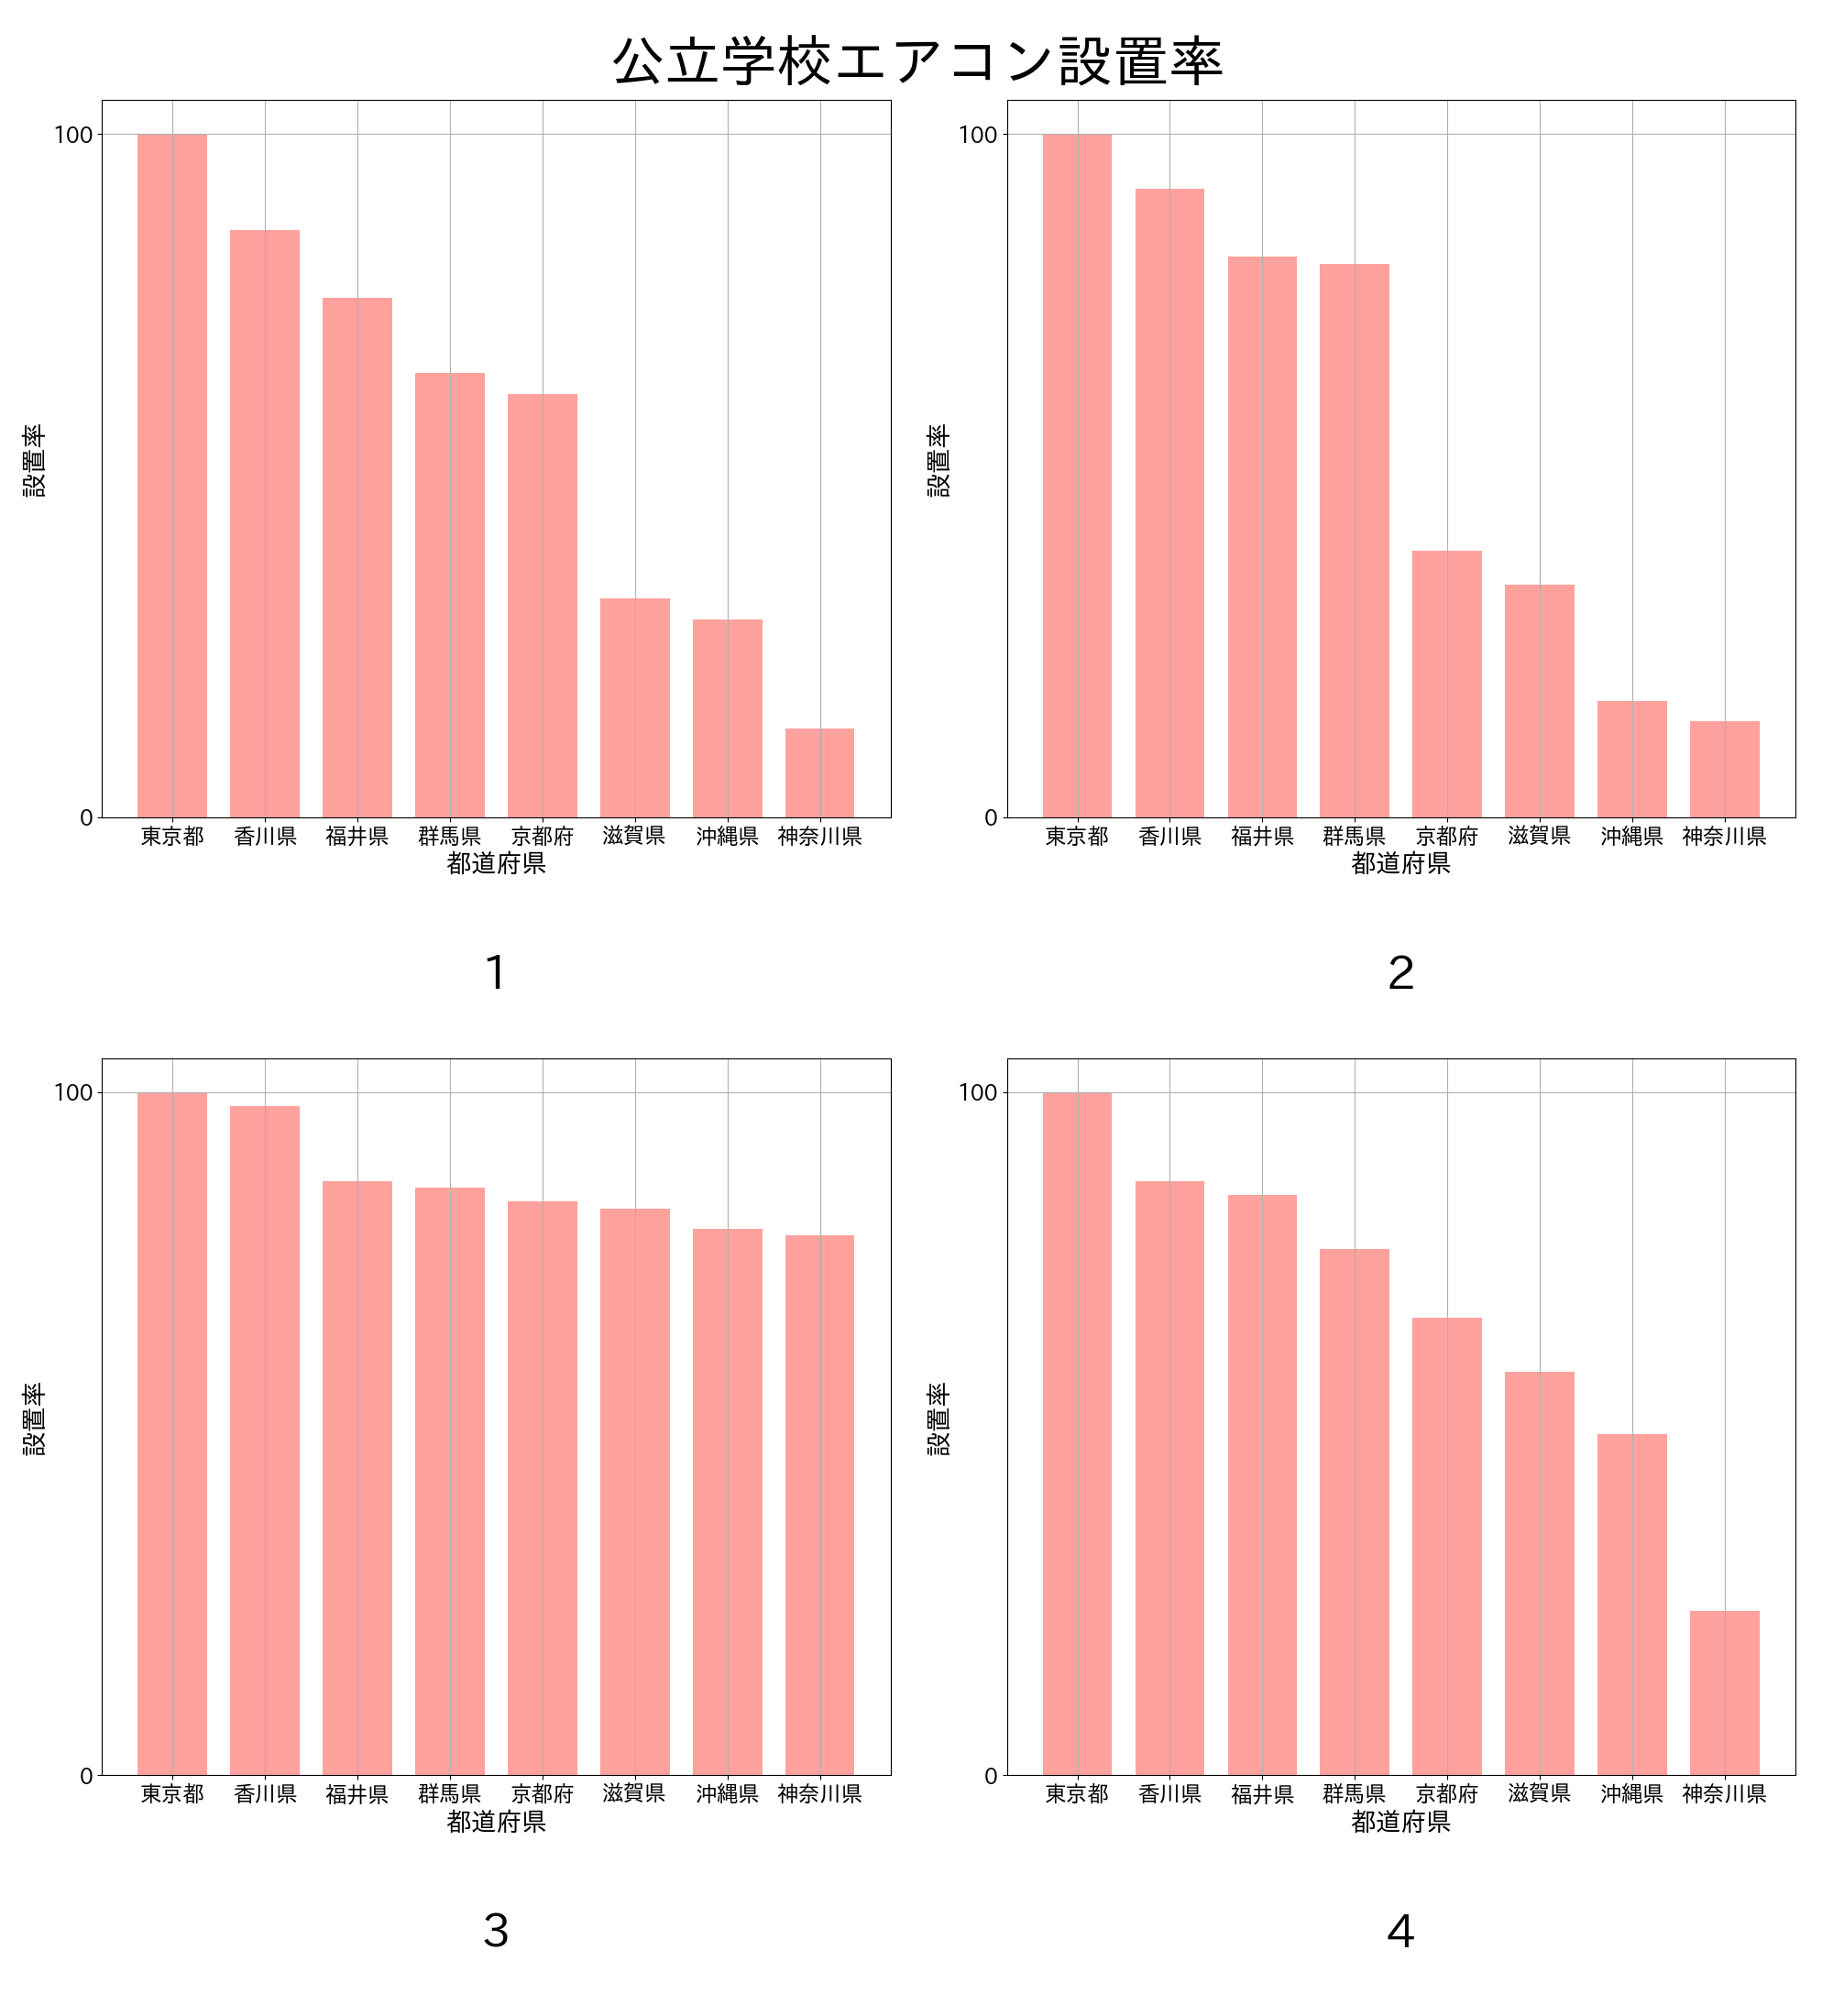 公立学校エアコン設置率
100
0
設置率
東京都 香川県 福井県 群馬県 京都府 滋賀県 沖縄県 神奈川県
都道府県
1
100
0
設置率
東京都 香川県 福井県 群馬県 京都府 滋賀県 沖縄県 神奈川県
都道府県
2
100
0
設置率
東京都 香川県 福井県 群馬県 京都府 滋賀県 沖縄県 神奈川県
都道府県
3
100
0
設置率
東京都 香川県 福井県 群馬県 京都府 滋賀県 沖縄県 神奈川県
都道府県
4